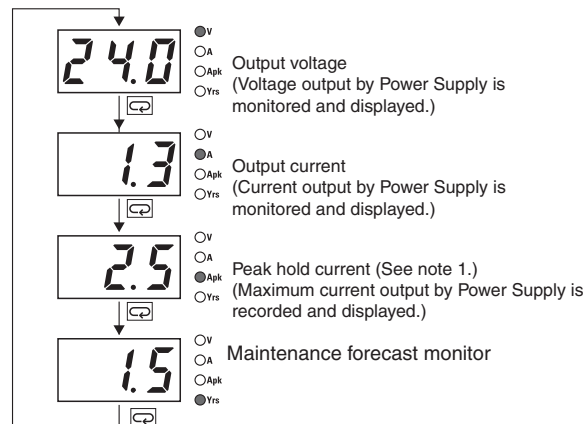 24.0
V
A
Apk
Yrs
Output voltage
(Voltage output by Power Supply is
monitored and displayed.)
1.3
V
A
Apk
Yrs
Output current
(Current output by Power Supply is
monitored and displayed.)
2.5
V
A
Apk
Yrs
Peak hold current (See note 1.)
(Maximum current output by Power Supply is
recorded and displayed.)
1.5
V
A
Apk
Yrs
Maintenance forecast monitor